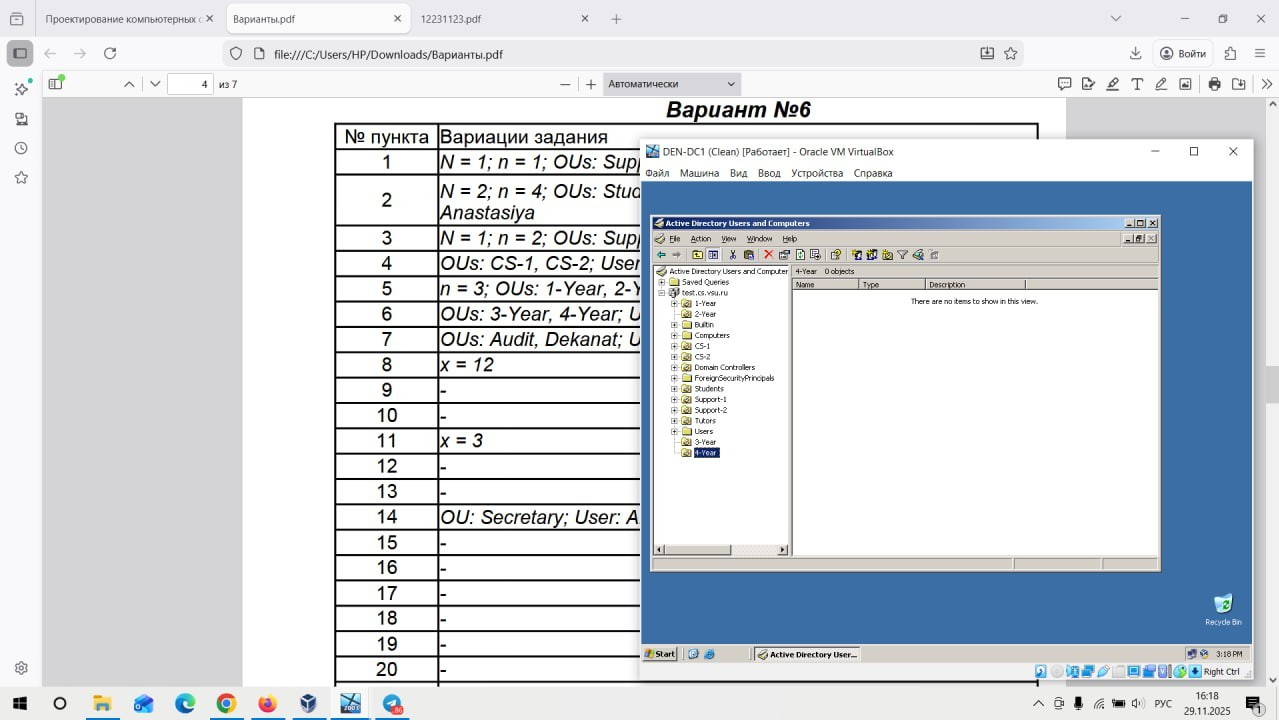 Проектирование компьютерных с
Варианты.pdf
12231123.pdf
file:///C:/Users/HP/Downloads/Варианты.pdf
Войти
4 из 7
Автоматически
Вариант №6
№ пункта Вариации задания
1 N = 1; n = 1; OUs: Supp
2 N = 2; n = 4; OUs: Stud
Anastasiya
3 N = 1; n = 2; OUs: Supp
4 OUs: CS-1, CS-2; User
5 n = 3; OUs: 1-Year, 2-Y
6 OUs: 3-Year, 4-Year; U
7 OUs: Audit, Dekanat; U
8 x = 12
9 -
10 -
11 x = 3
12 -
13 -
14 OU: Secretary; User: A
15 -
16 -
17 -
18 -
19 -
20 -
DEN-DC1 (Clean) [Работает] - Oracle VM VirtualBox
Файл Машина Вид Ввод Устройства Справка
Active Directory Users and Computers
File Action View Window Help
Active Directory Users and Computer
Saved Queries
test.cs.vsu.ru
1-Year
2-Year
Builtin
Computers
CS-1
CS-2
Domain Controllers
ForeignSecurityPrincipals
Students
Support-1
Support-2
Tutors
Users
3-Year
4-Year
4-Year 0 objects
Name Type Description
There are no items to show in this view.
Recycle Bin
Start
Active Directory User...
3:18 PM
Right Ctrl
2003
86
РУС
16:18
29.11.2025
1